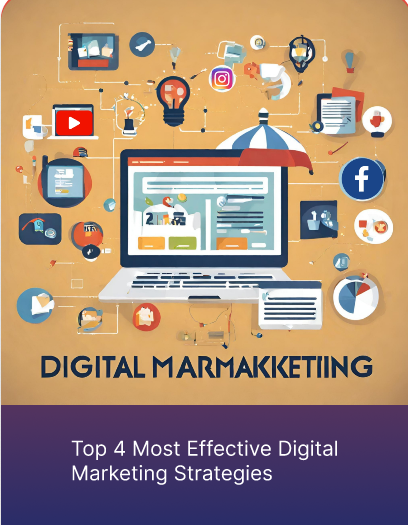 DIGITAL MARMAKKETIING
Top 4 Most Effective Digital
Marketing Strategies